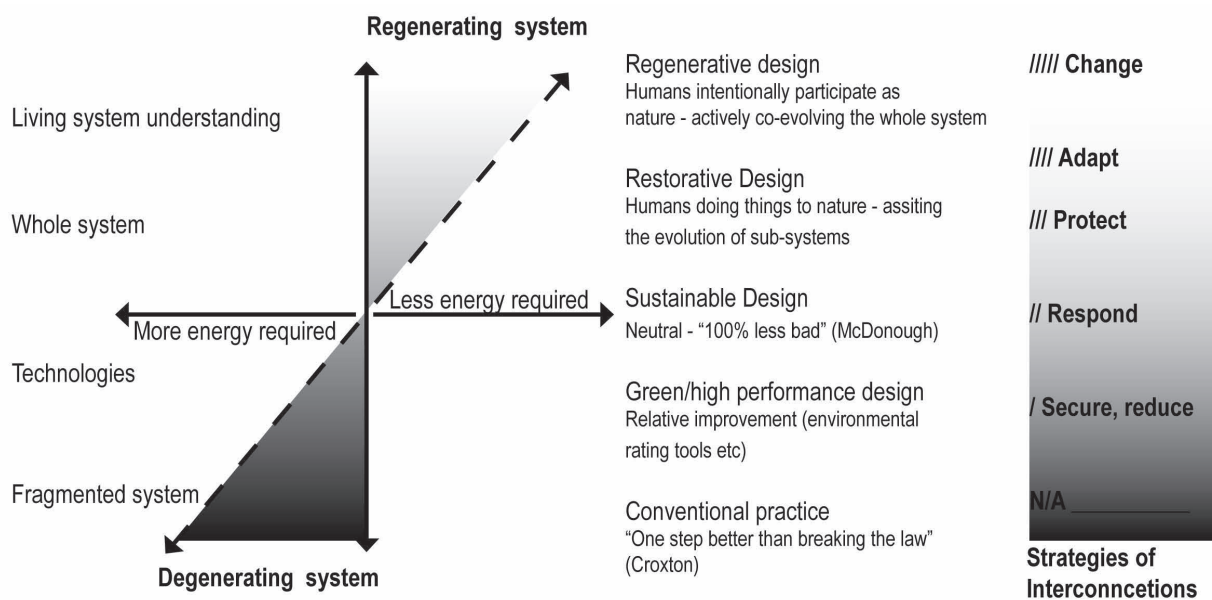 Regenerating system
Living system understanding
Whole system
Less energy required
More energy required
Technologies
Fragmented system
Degenerating system
Regenerative design
Humans intentionally participate as
nature - actively co-evolving the whole system
Restorative Design
Humans doing things to nature - assiting
the evolution of sub-systems
Sustainable Design
Neutral - “100% less bad” (McDonough)
Green/high performance design
Relative improvement (environmental
rating tools etc)
Conventional practice
“One step better than breaking the law”
(Croxton)
///// Change
//// Adapt
/// Protect
// Respond
/ Secure, reduce
N/A _________
Strategies of
Interconncetions